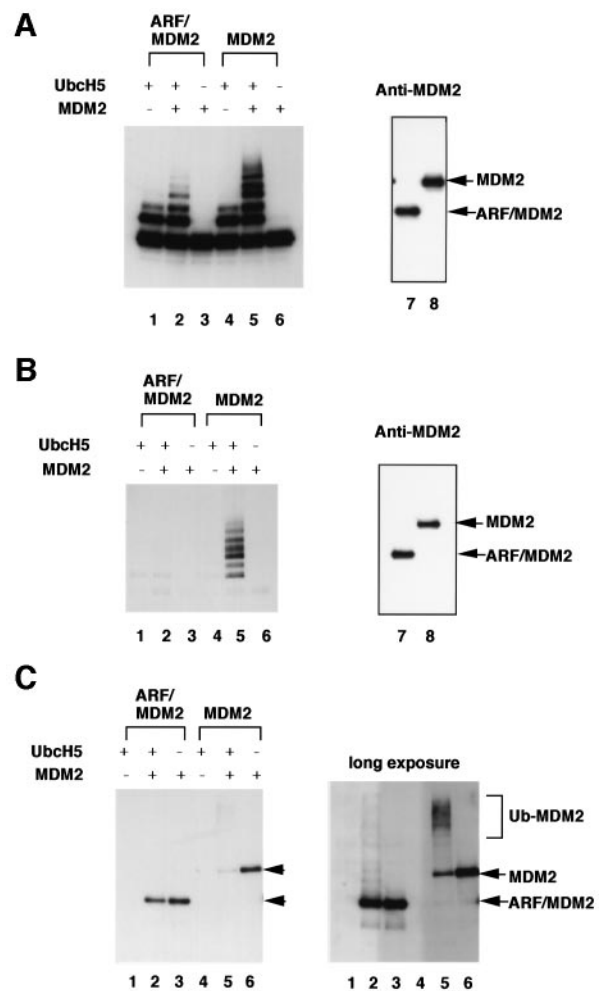 A
ARF/
MDM2 MDM2
UbcH5 + + - + + -
MDM2 - + + - + +
1 2 3 4 5 6
Anti-MDM2
MDM2
ARF/MDM2
7 8
B
ARF/
MDM2 MDM2
UbcH5 + + - + + -
MDM2 - + + - + +
1 2 3 4 5 6
Anti-MDM2
MDM2
ARF/MDM2
7 8
C
ARF/
MDM2 MDM2
UbcH5 + + - + + -
MDM2 - + + - + +
1 2 3 4 5 6
long exposure
Ub-MDM2
MDM2
ARF/MDM2
1 2 3 4 5 6